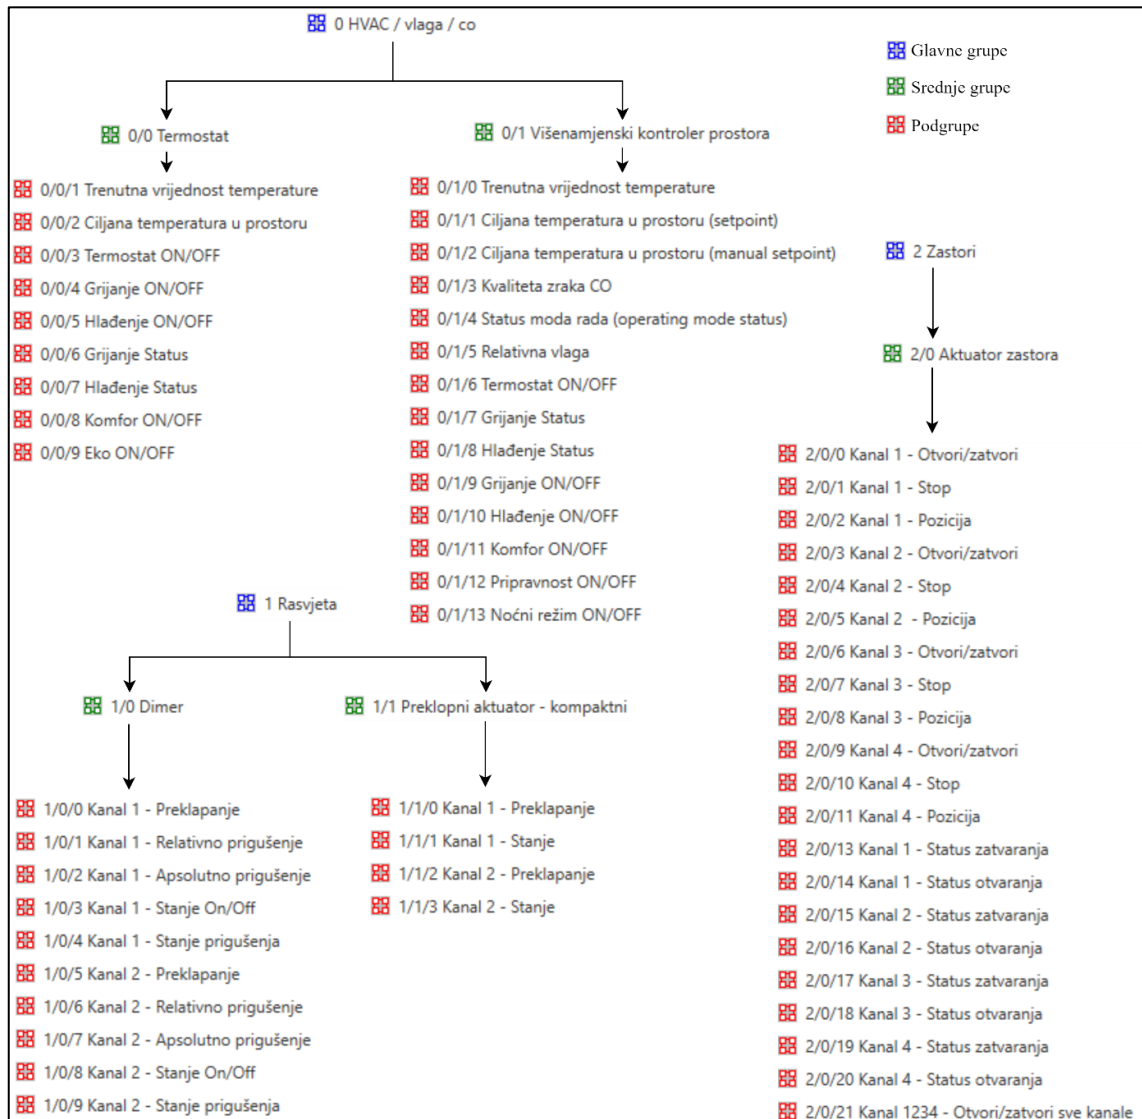 0 HVAC / vlaga / co
Glavne grupe
Srednje grupe
Podgrupe
0/0 Termostat
0/0/1 Trenutna vrijednost temperature
0/0/2 Ciljana temperatura u prostoru
0/0/3 Termostat ON/OFF
0/0/4 Grijanje ON/OFF
0/0/5 Hlađenje ON/OFF
0/0/6 Grijanje Status
0/0/7 Hlađenje Status
0/0/8 Komfor ON/OFF
0/0/9 Eko ON/OFF
0/1 Višenamjenski kontroler prostora
0/1/0 Trenutna vrijednost temperature
0/1/1 Ciljana temperatura u prostoru (setpoint)
0/1/2 Ciljana temperatura u prostoru (manual setpoint)
0/1/3 Kvaliteta zraka CO
0/1/4 Status moda rada (operating mode status)
0/1/5 Relativna vlaga
0/1/6 Termostat ON/OFF
0/1/7 Grijanje Status
0/1/8 Hlađenje Status
0/1/9 Grijanje ON/OFF
0/1/10 Hlađenje ON/OFF
0/1/11 Komfor ON/OFF
0/1/12 Pripravnost ON/OFF
0/1/13 Noćni režim ON/OFF
1 Rasvjeta
1/0 Dimer
1/0/0 Kanal 1 - Preklapanje
1/0/1 Kanal 1 - Relativno prigušenje
1/0/2 Kanal 1 - Apsolutno prigušenje
1/0/3 Kanal 1 - Stanje On/Off
1/0/4 Kanal 1 - Stanje prigušenja
1/0/5 Kanal 2 - Preklapanje
1/0/6 Kanal 2 - Relativno prigušenje
1/0/7 Kanal 2 - Apsolutno prigušenje
1/0/8 Kanal 2 - Stanje On/Off
1/0/9 Kanal 2 - Stanje prigušenja
1/1 Preklopni aktuator - kompaktni
1/1/0 Kanal 1 - Preklapanje
1/1/1 Kanal 1 - Stanje
1/1/2 Kanal 2 - Preklapanje
1/1/3 Kanal 2 - Stanje
2 Zastori
2/0 Aktuator zastora
2/0/0 Kanal 1 - Otvori/zatvori
2/0/1 Kanal 1 - Stop
2/0/2 Kanal 1 - Pozicija
2/0/3 Kanal 2 - Otvori/zatvori
2/0/4 Kanal 2 - Stop
2/0/5 Kanal 2 - Pozicija
2/0/6 Kanal 3 - Otvori/zatvori
2/0/7 Kanal 3 - Stop
2/0/8 Kanal 3 - Pozicija
2/0/9 Kanal 4 - Otvori/zatvori
2/0/10 Kanal 4 - Stop
2/0/11 Kanal 4 - Pozicija
2/0/13 Kanal 1 - Status zatvaranja
2/0/14 Kanal 1 - Status otvaranja
2/0/15 Kanal 2 - Status zatvaranja
2/0/16 Kanal 2 - Status otvaranja
2/0/17 Kanal 3 - Status zatvaranja
2/0/18 Kanal 3 - Status otvaranja
2/0/19 Kanal 4 - Status zatvaranja
2/0/20 Kanal 4 - Status otvaranja
2/0/21 Kanal 1234 - Otvori/zatvori sve kanale